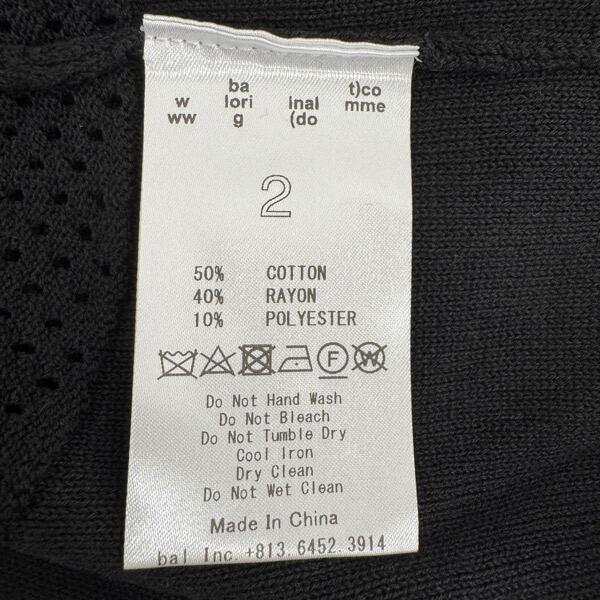 w ba inal t)co
ww lori (do mme
g
2
50% COTTON
40% RAYON
10% POLYESTER
F W
Do Not Hand Wash
Do Not Bleach
Do Not Tumble Dry
Cool Iron
Dry Clean
Do Not Wet Clean
Made In China
bal Inc. +813.6452.3914